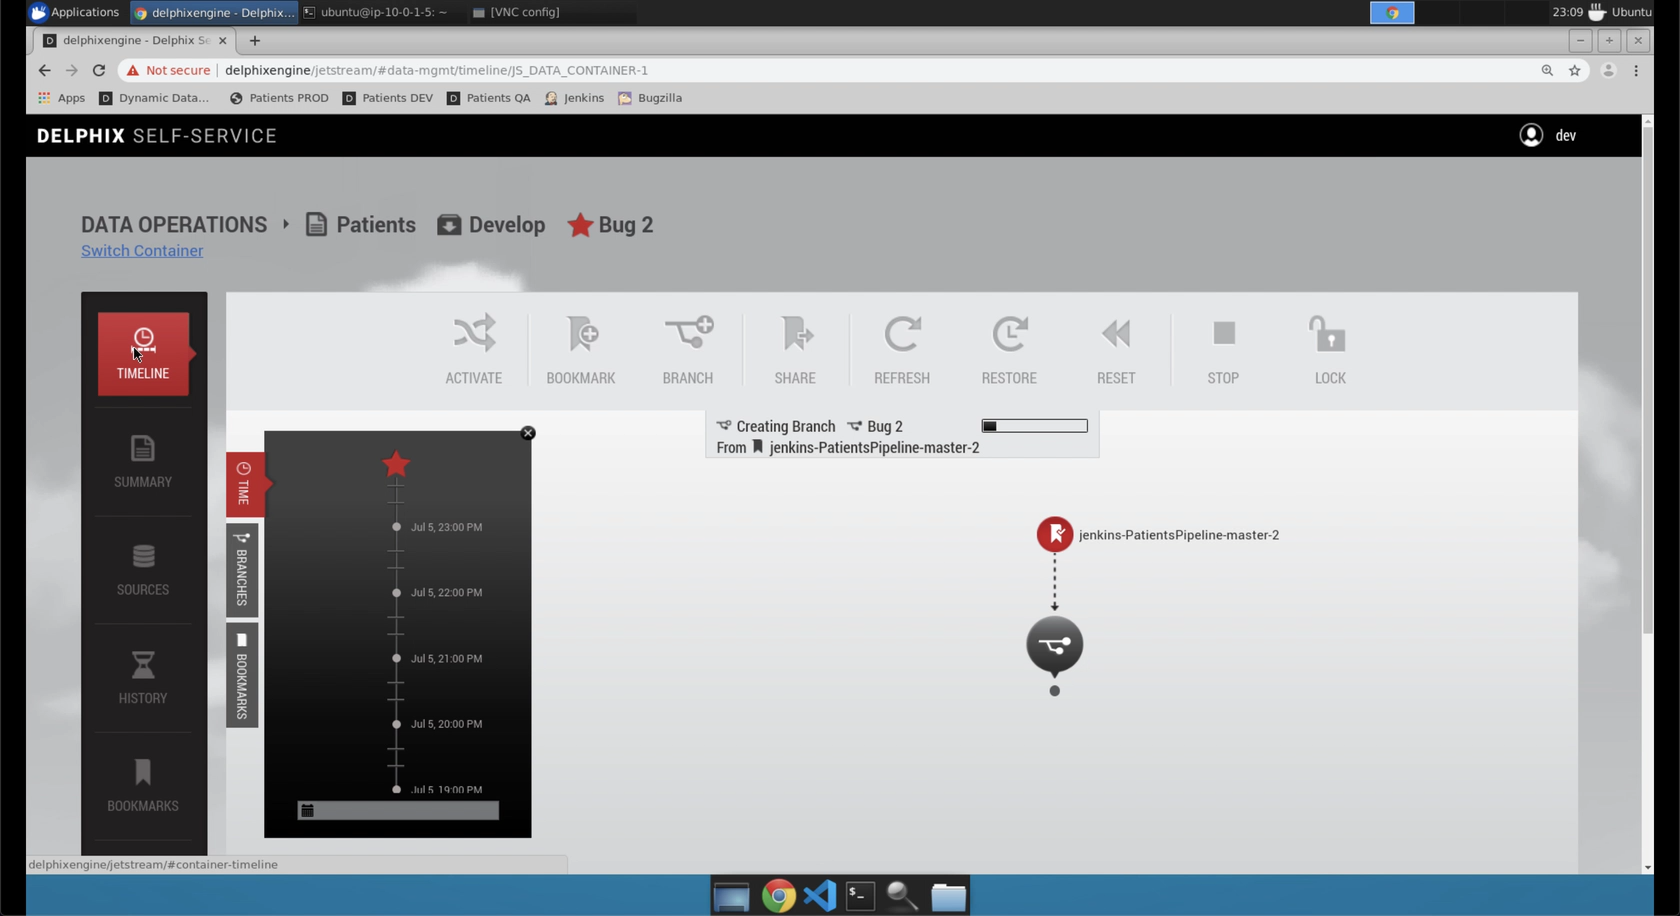 Applications
delphixengine - Delphix...
ubuntu@ip-10-0-1-5: ~
[VNC config]
23:09
Ubuntu
delphixengine - Delphix Se
Not secure
delphixengine/jetstream/#data-mgmt/timeline/JS_DATA_CONTAINER-1
Apps
Dynamic Data...
Patients PROD
Patients DEV
Patients QA
Jenkins
Bugzilla
DELPHIX SELF-SERVICE
dev
DATA OPERATIONS
Patients
Develop
Bug 2
Switch Container
TIMELINE
SUMMARY
SOURCES
HISTORY
BOOKMARKS
ACTIVATE
BOOKMARK
BRANCH
SHARE
REFRESH
RESTORE
RESET
STOP
LOCK
Creating Branch Bug 2
From jenkins-PatientsPipeline-master-2
TIME
BRANCHES
BOOKMARKS
Jul 5, 23:00 PM
Jul 5, 22:00 PM
Jul 5, 21:00 PM
Jul 5, 20:00 PM
Jul 5, 19:00 PM
jenkins-PatientsPipeline-master-2
delphixengine/jetstream/#container-timeline